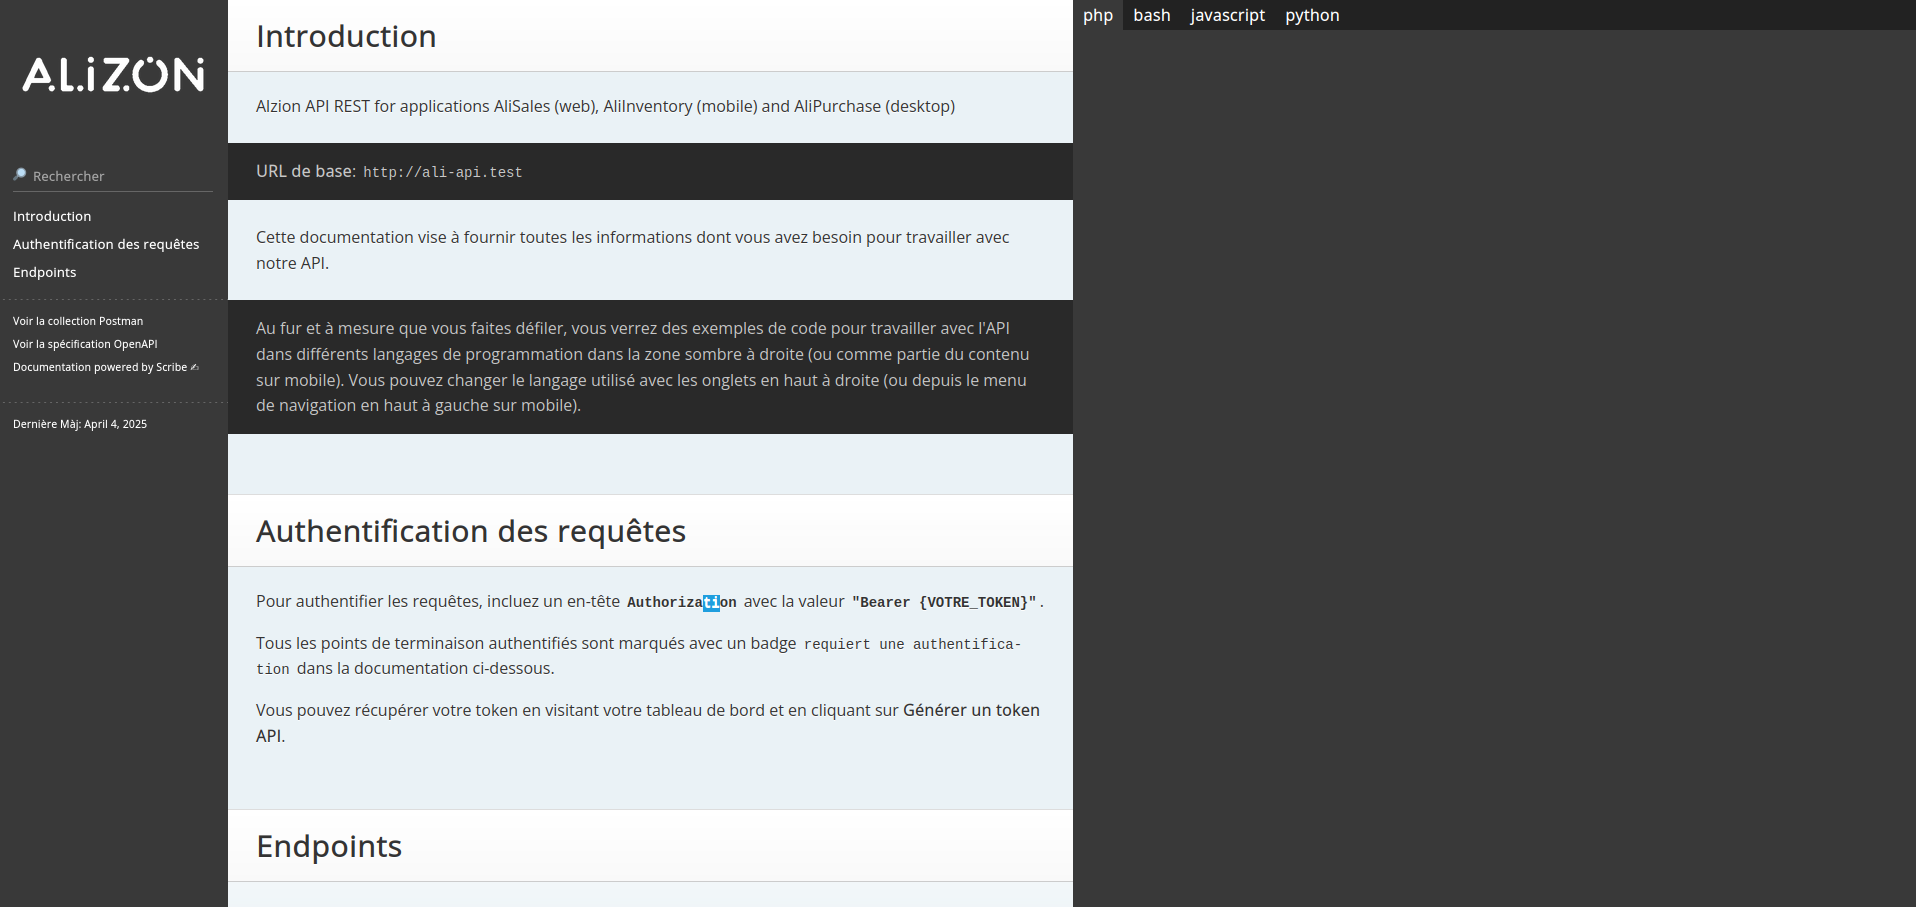 ALiZON
Rechercher
Introduction
Authentification des requêtes
Endpoints
Voir la collection Postman
Voir la spécification OpenAPI
Documentation powered by Scribe ✍
Dernière Màj: April 4, 2025
Introduction
Alzion API REST for applications AliSales (web), AliInventory (mobile) and AliPurchase (desktop)
URL de base: http://ali-api.test
Cette documentation vise à fournir toutes les informations dont vous avez besoin pour travailler avec
notre API.
Au fur et à mesure que vous faites défiler, vous verrez des exemples de code pour travailler avec l'API
dans différents langages de programmation dans la zone sombre à droite (ou comme partie du contenu
sur mobile). Vous pouvez changer le langage utilisé avec les onglets en haut à droite (ou depuis le menu
de navigation en haut à gauche sur mobile).
Authentification des requêtes
Pour authentifier les requêtes, incluez un en-tête Authorization avec la valeur "Bearer {VOTRE_TOKEN}".
Tous les points de terminaison authentifiés sont marqués avec un badge requiert une authentifica-
tion dans la documentation ci-dessous.
Vous pouvez récupérer votre token en visitant votre tableau de bord et en cliquant sur Générer un token
API.
Endpoints
php bash javascript python